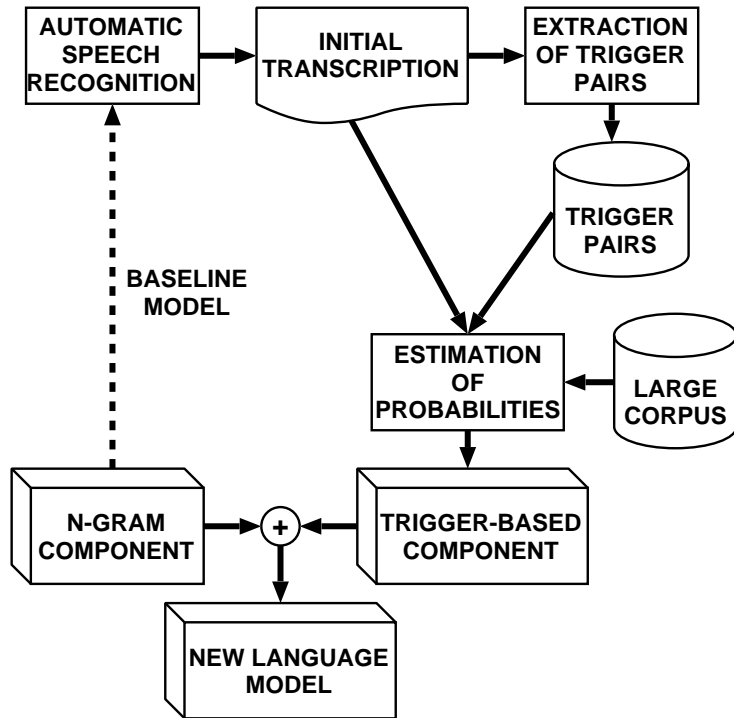 AUTOMATIC
SPEECH
RECOGNITION
INITIAL
TRANSCRIPTION
EXTRACTION
OF TRIGGER
PAIRS
TRIGGER
PAIRS
BASELINE
MODEL
ESTIMATION
OF
PROBABILITIES
LARGE
CORPUS
N-GRAM
COMPONENT
+
TRIGGER-BASED
COMPONENT
NEW LANGUAGE
MODEL